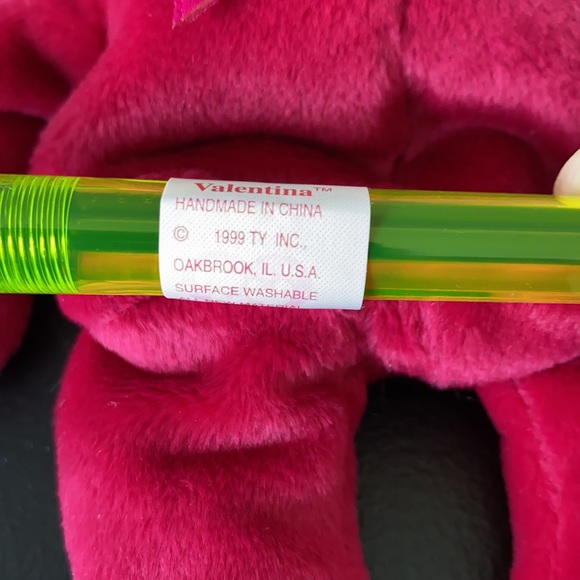 Valentina™
HANDMADE IN CHINA
© 1999 TY INC.,
OAKBROOK, IL. U.S.A.
SURFACE WASHABLE